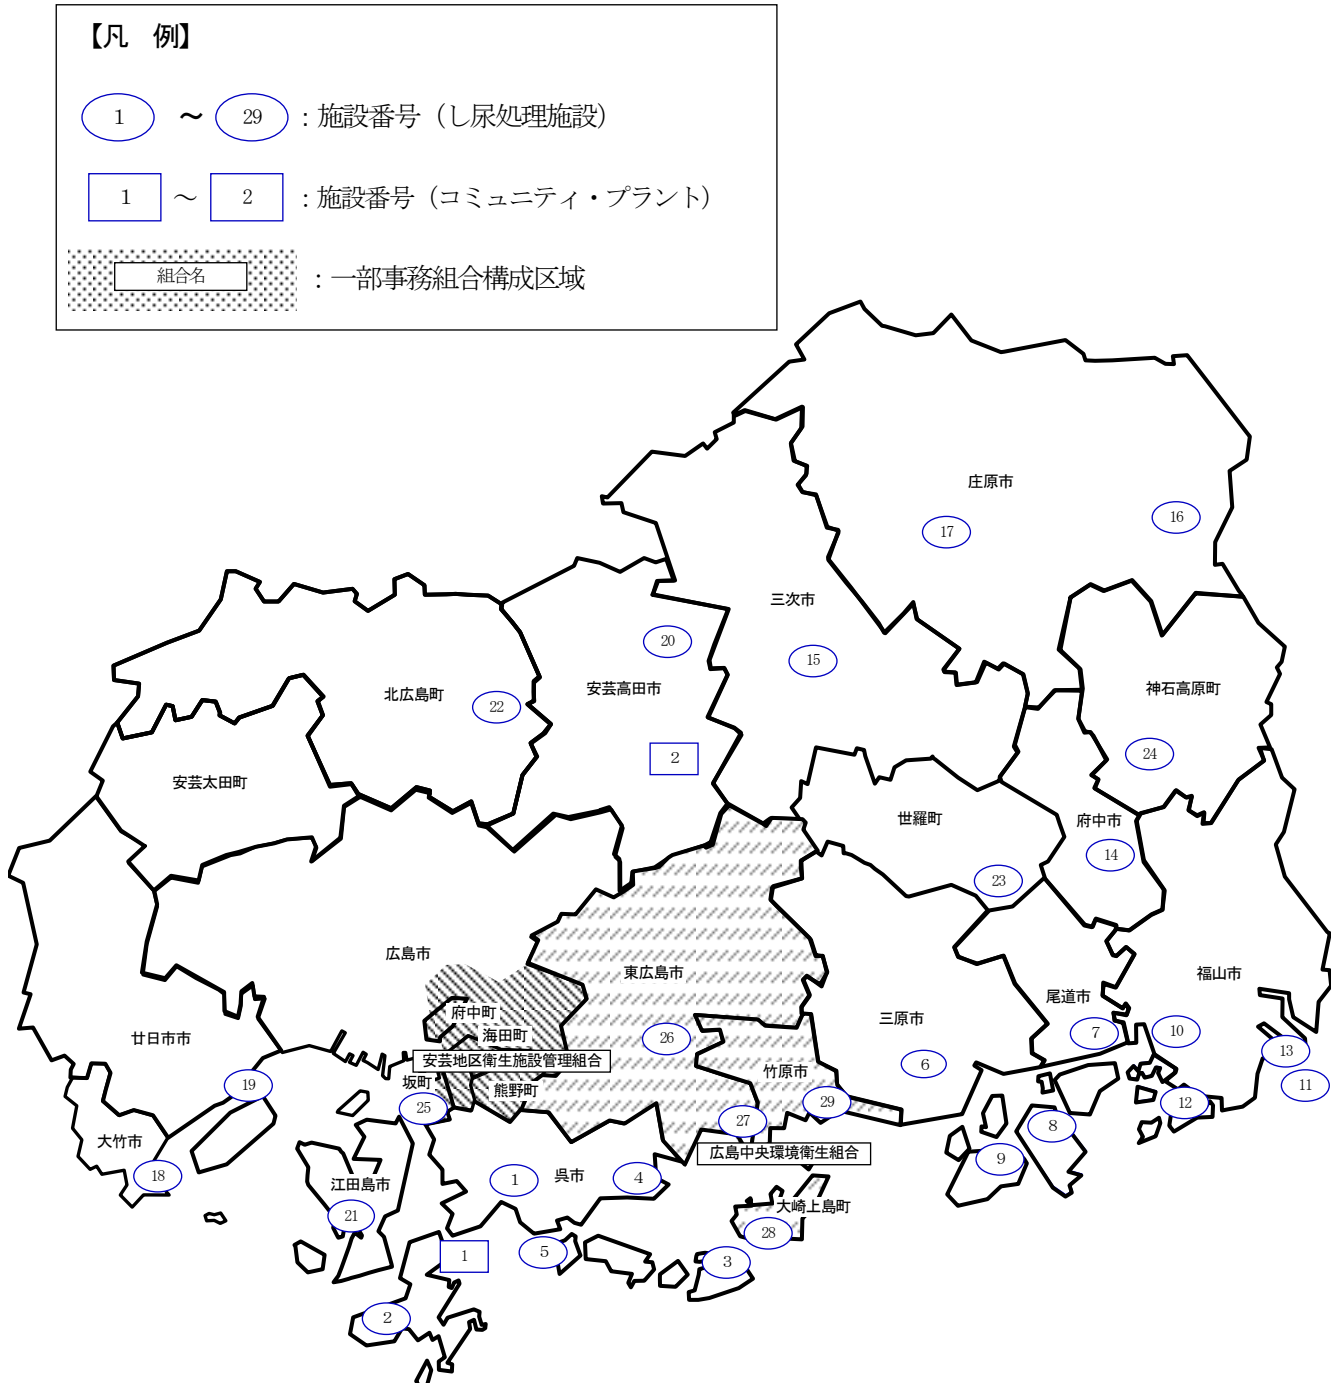 【凡　例】
1 ～ 29 ：施設番号（し尿処理施設）
1 ～ 2 ：施設番号（コミュニティ・プラント）
組合名 ：一部事務組合構成区域
庄原市
16
17
三次市
20
15
安芸高田市
神石高原町
北広島町
22
2
24
安芸太田町
世羅町
府中市
14
23
広島市
東広島市
福山市
尾道市
府中町
三原市
海田町
廿日市市
7
10
26
13
安芸地区衛生施設管理組合
6
竹原市
坂町
熊野町
19
11
29
12
25
27
8
大竹市
広島中央環境衛生組合
9
18
江田島市
1
呉市
4
大崎上島町
21
28
1
5
3
2